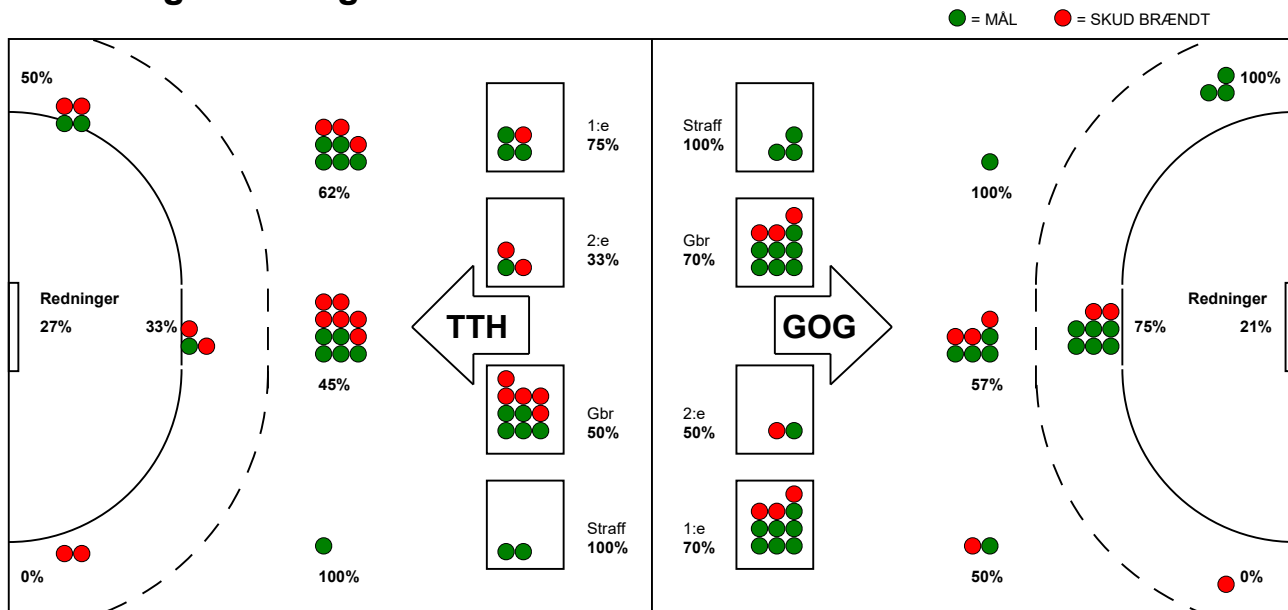 = MÅL = SKUD BRÆNDT
50%
62%
1:e
75%
2:e
33%
Redninger
27%
33%
45%
TTH
Gbr
50%
Straff
100%
0%
100%
Straff
100%
Gbr
70%
GOG
2:e
50%
1:e
70%
100%
100%
57%
75%
Redninger
21%
50%
0%